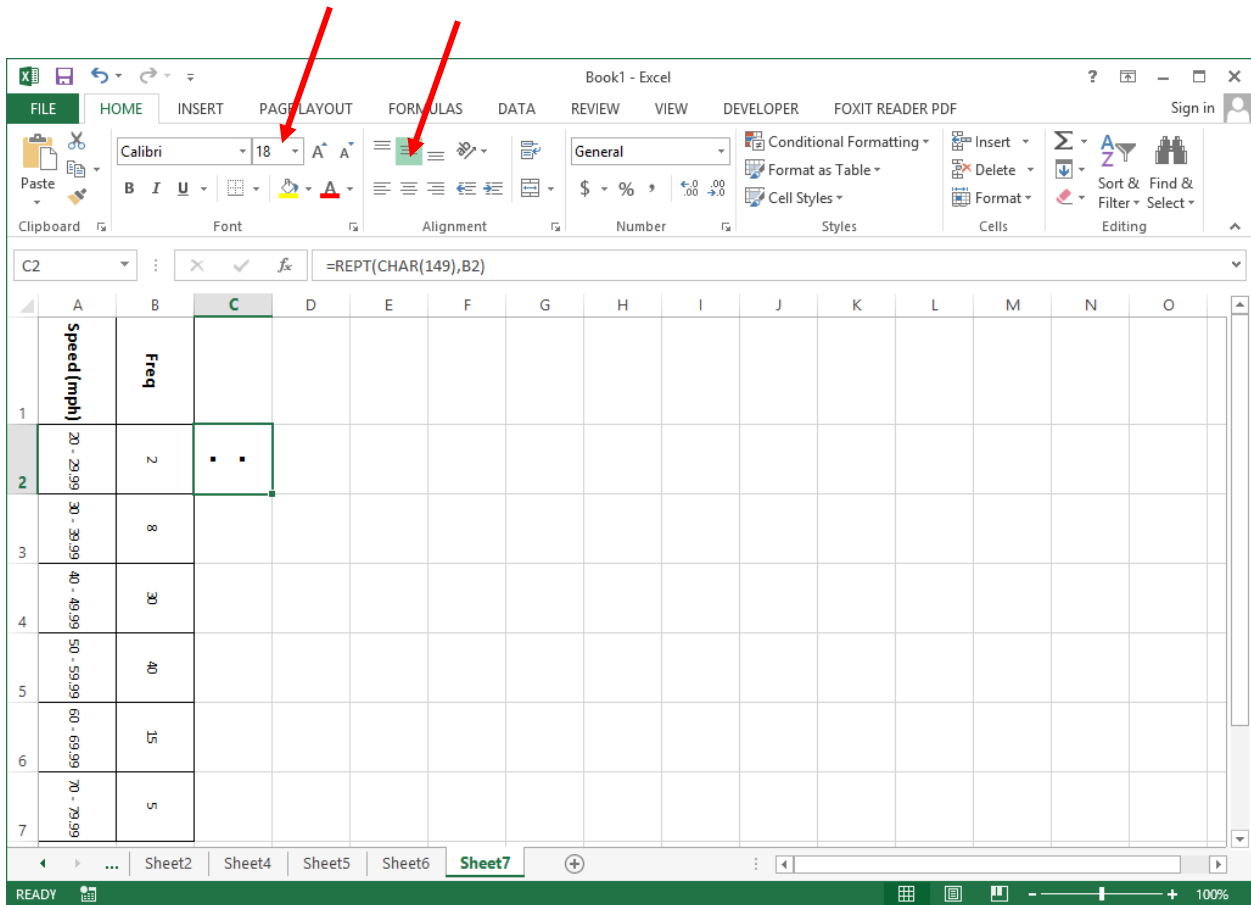 Book1 - Excel
FILE HOME INSERT PAGE LAYOUT FORMULAS DATA REVIEW VIEW DEVELOPER FOXIT READER PDF Sign in
Paste
Calibri 18 A A
B I U A
General
$ % , .00 .00
Conditional Formatting
Format as Table
Cell Styles
Insert
Delete
Format
Sort & Filter
Find & Select
Clipboard Font Alignment Number Styles Cells Editing
C2 fx =REPT(CHAR(149),B2)
A B C D E F G H I J K L M N O
1 Speed (mph) Freq
2 20 - 29.99 2 • •
3 30 - 39.99 8
4 40 - 49.99 30
5 50 - 59.99 40
6 60 - 69.99 15
7 70 - 79.99 5
... Sheet2 Sheet4 Sheet5 Sheet6 Sheet7
READY 100%